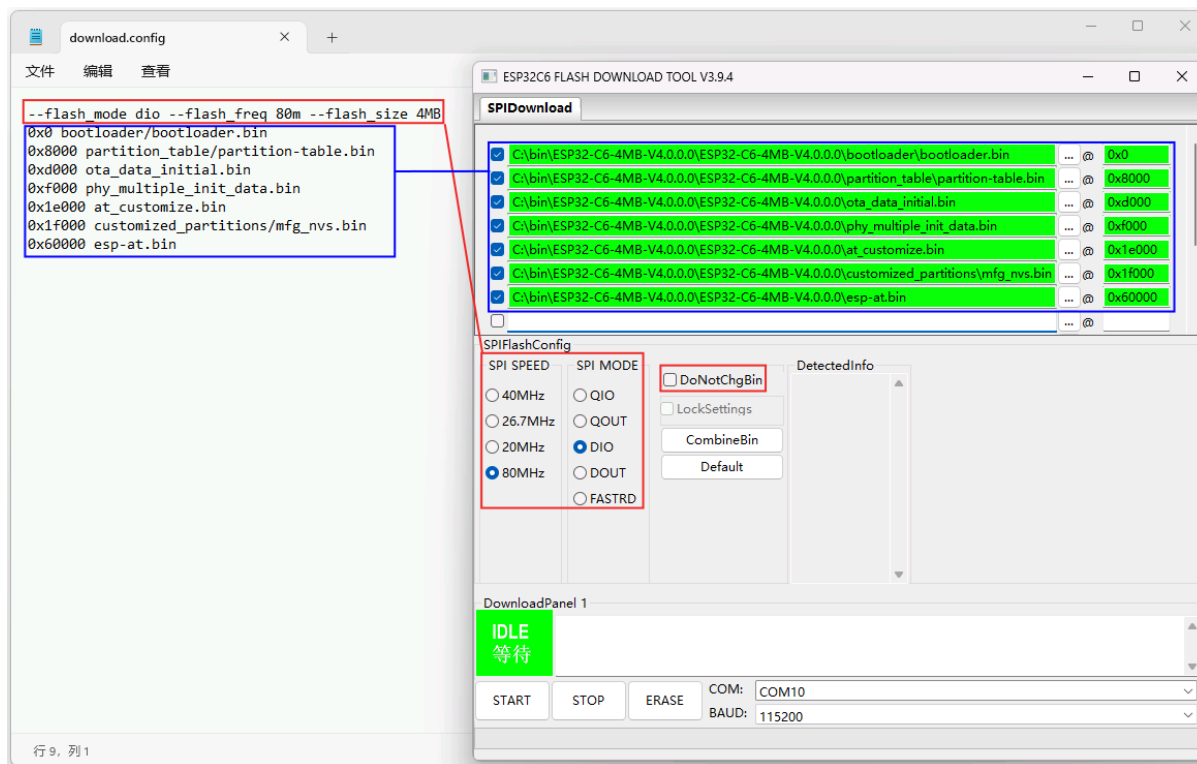 download.config
文件 编辑 查看
--flash_mode dio --flash_freq 80m --flash_size 4MB
0x0 bootloader/bootloader.bin
0x8000 partition_table/partition-table.bin
0xd000 ota_data_initial.bin
0xf000 phy_multiple_init_data.bin
0x1e000 at_customize.bin
0x1f000 customized_partitions/mfg_nvs.bin
0x60000 esp-at.bin
行 9, 列 1
ESP32C6 FLASH DOWNLOAD TOOL V3.9.4
SPIDownload
C:\bin\ESP32-C6-4MB-V4.0.0.0\ESP32-C6-4MB-V4.0.0.0\bootloader\bootloader.bin ... @ 0x0
C:\bin\ESP32-C6-4MB-V4.0.0.0\ESP32-C6-4MB-V4.0.0.0\partition_table\partition-table.bin ... @ 0x8000
C:\bin\ESP32-C6-4MB-V4.0.0.0\ESP32-C6-4MB-V4.0.0.0\ota_data_initial.bin ... @ 0xd000
C:\bin\ESP32-C6-4MB-V4.0.0.0\ESP32-C6-4MB-V4.0.0.0\phy_multiple_init_data.bin ... @ 0xf000
C:\bin\ESP32-C6-4MB-V4.0.0.0\ESP32-C6-4MB-V4.0.0.0\at_customize.bin ... @ 0x1e000
C:\bin\ESP32-C6-4MB-V4.0.0.0\ESP32-C6-4MB-V4.0.0.0\customized_partitions\mfg_nvs.bin ... @ 0x1f000
C:\bin\ESP32-C6-4MB-V4.0.0.0\ESP32-C6-4MB-V4.0.0.0\esp-at.bin ... @ 0x60000
... @
SPIFlashConfig
SPI SPEED
40MHz
26.7MHz
20MHz
80MHz
SPI MODE
QIO
QOUT
DIO
DOUT
FASTRD
DoNotChgBin
LockSettings
CombineBin
Default
DetectedInfo
DownloadPanel 1
IDLE
等待
START STOP ERASE
COM: COM10
BAUD: 115200